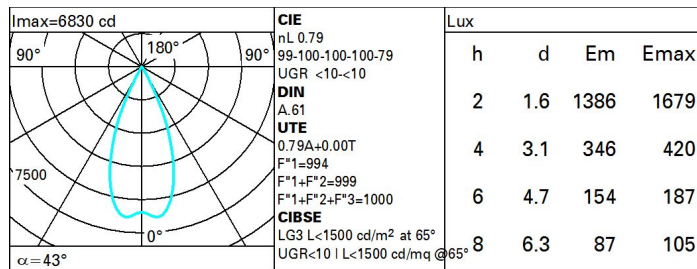 Imax=6830 cd
90°
180°
90°
7500
0°
α=43°
CIE
nL 0.79
99-100-100-100-79
UGR <10-<10
DIN
A.61
UTE
0.79A+0.00T
F"1=994
F"1+F"2=999
F"1+F"2+F"3=1000
CIBSE
LG3 L<1500 cd/m² at 65°
UGR<10 | L<1500 cd/mq @65°
Lux
h d Em Emax
2 1.6 1386 1679
4 3.1 346 420
6 4.7 154 187
8 6.3 87 105